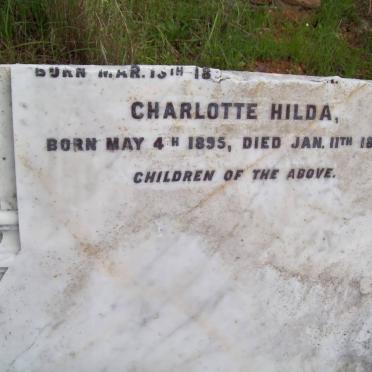 BORN MAR. 13TH 18
CHARLOTTE HILDA,
BORN MAY 4TH 1895, DIED JAN. 11TH 18
CHILDREN OF THE ABOVE.